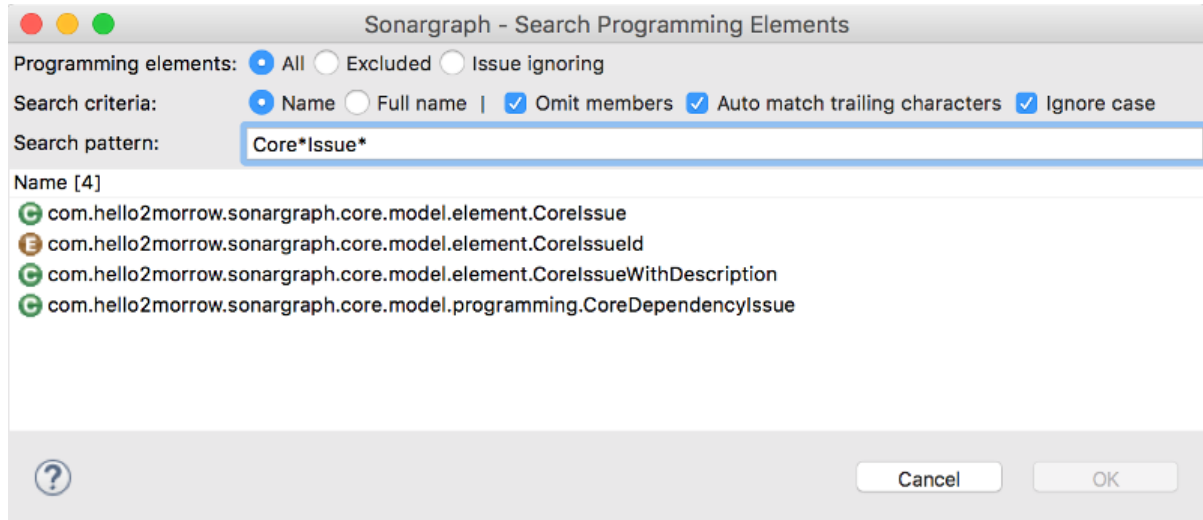 Sonargraph - Search Programming Elements
Programming elements: All Excluded Issue ignoring
Search criteria: Name Full name | Omit members Auto match trailing characters Ignore case
Search pattern: Core*Issue*
Name [4]
C com.hello2morrow.sonargraph.core.model.element.CoreIssue
E com.hello2morrow.sonargraph.core.model.element.CoreIssueId
C com.hello2morrow.sonargraph.core.model.element.CoreIssueWithDescription
C com.hello2morrow.sonargraph.core.model.programming.CoreDependencyIssue
? Cancel OK